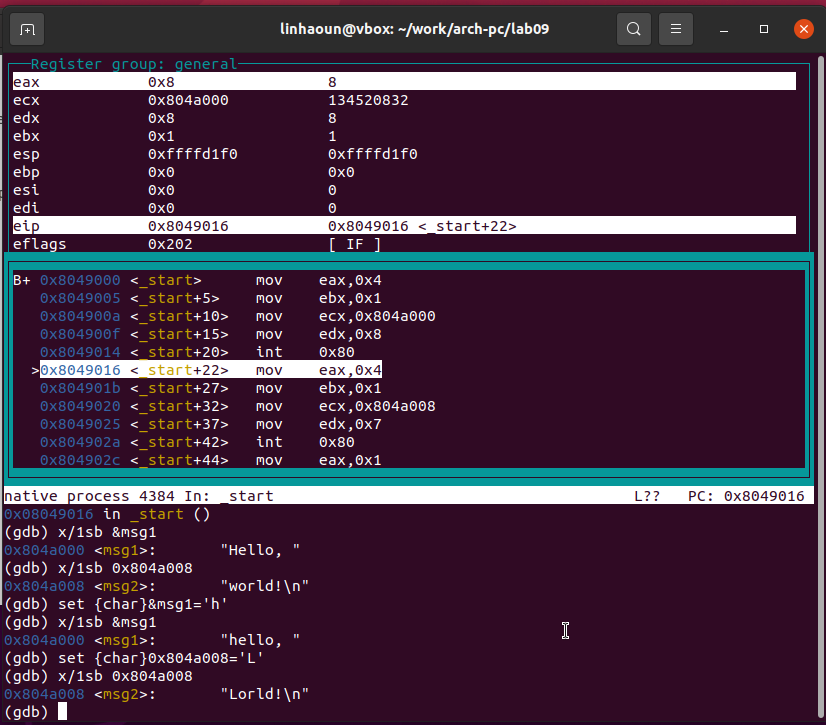 linhaoun@vbox: ~/work/arch-pc/lab09
Register group: general
eax 0x8 8
ecx 0x804a000 134520832
edx 0x8 8
ebx 0x1 1
esp 0xffffd1f0 0xffffd1f0
ebp 0x0 0x0
esi 0x0 0
edi 0x0 0
eip 0x8049016 0x8049016 <_start+22>
eflags 0x202 [ IF ]
B+ 0x8049000 <_start> mov eax,0x4
0x8049005 <_start+5> mov ebx,0x1
0x804900a <_start+10> mov ecx,0x804a000
0x804900f <_start+15> mov edx,0x8
0x8049014 <_start+20> int 0x80
>0x8049016 <_start+22> mov eax,0x4
0x804901b <_start+27> mov ebx,0x1
0x8049020 <_start+32> mov ecx,0x804a008
0x8049025 <_start+37> mov edx,0x7
0x804902a <_start+42> int 0x80
0x804902c <_start+44> mov eax,0x1
native process 4384 In: _start L?? PC: 0x8049016
0x08049016 in _start ()
(gdb) x/1sb &msg1
0x804a000 <msg1>: "Hello, "
(gdb) x/1sb 0x804a008
0x804a008 <msg2>: "world!\n"
(gdb) set {char}&msg1='h'
(gdb) x/1sb &msg1
0x804a000 <msg1>: "hello, "
(gdb) set {char}0x804a008='L'
(gdb) x/1sb 0x804a008
0x804a008 <msg2>: "Lorld!\n"
(gdb)